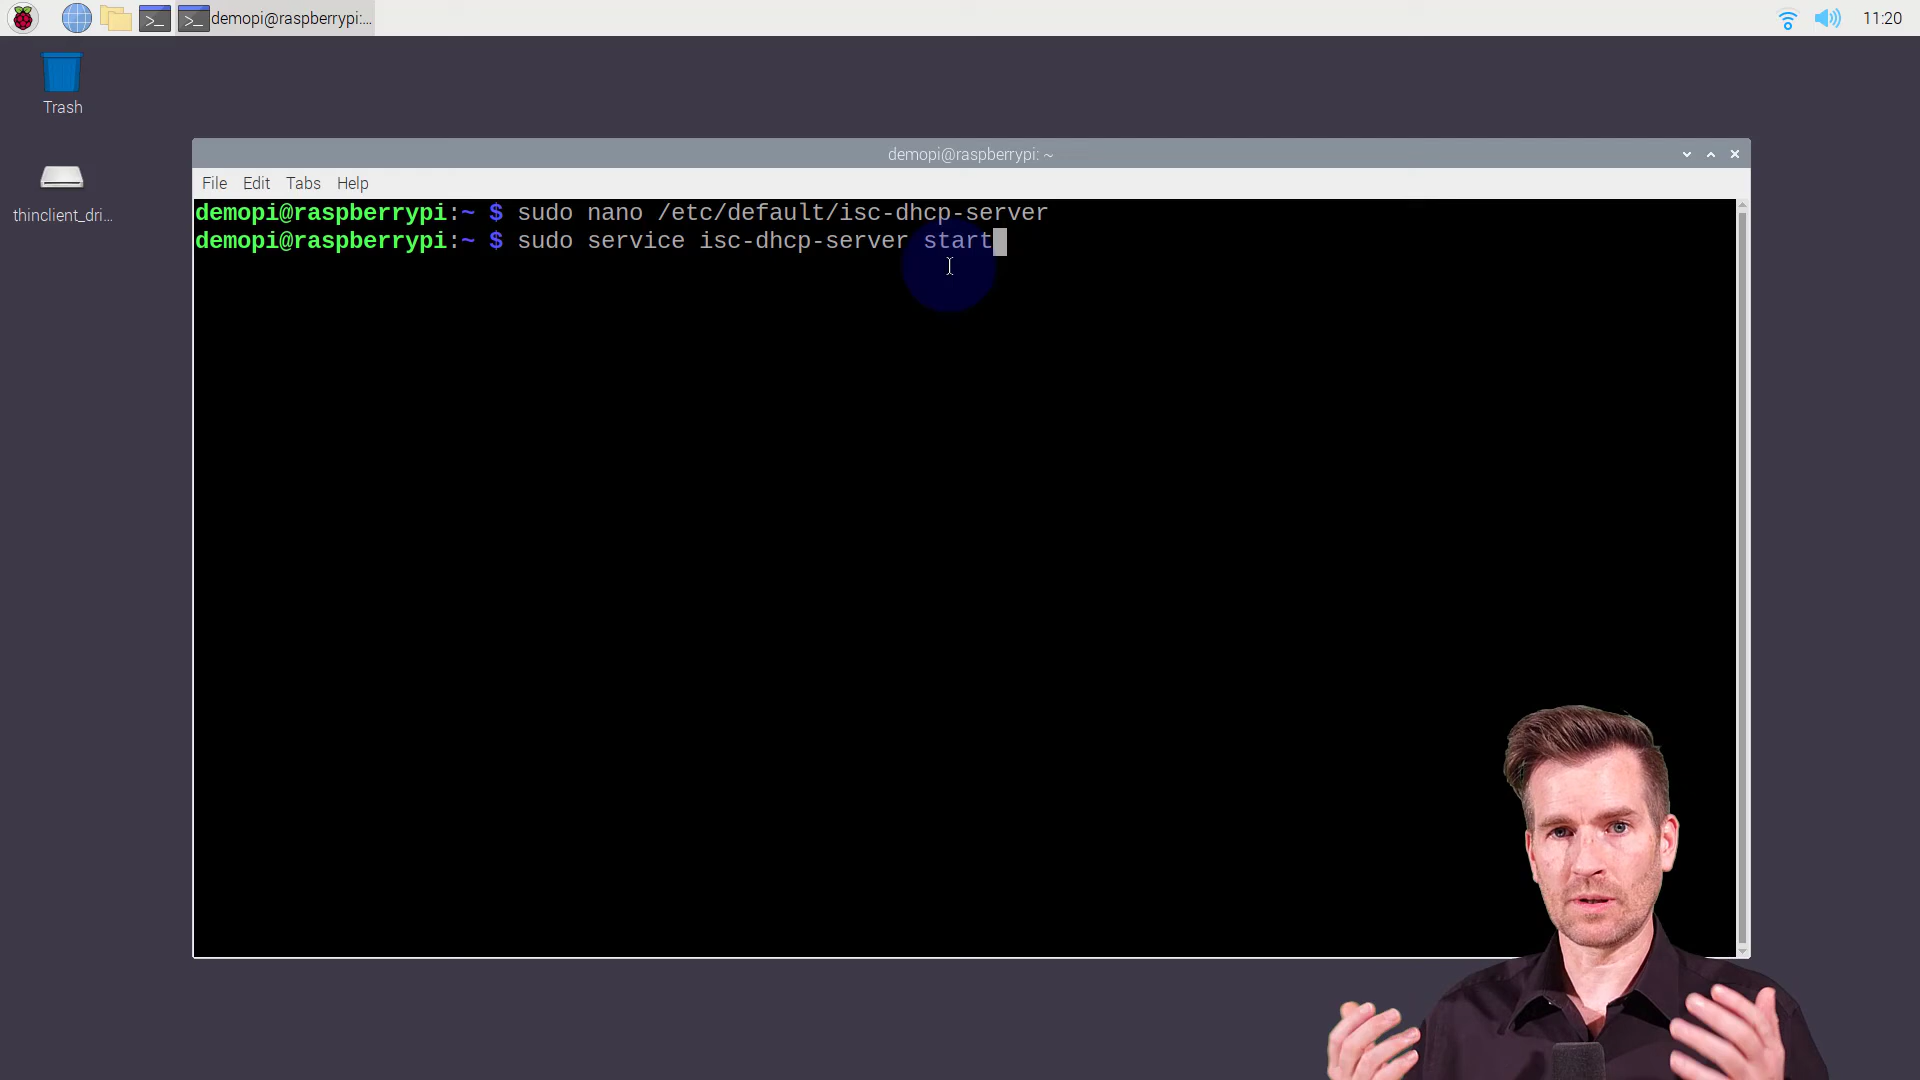 demopi@raspberrypi:...
11:20
Trash
thinclient_dri...
demopi@raspberrypi: ~
File Edit Tabs Help
demopi@raspberrypi:~ $ sudo nano /etc/default/isc-dhcp-server
demopi@raspberrypi:~ $ sudo service isc-dhcp-server start